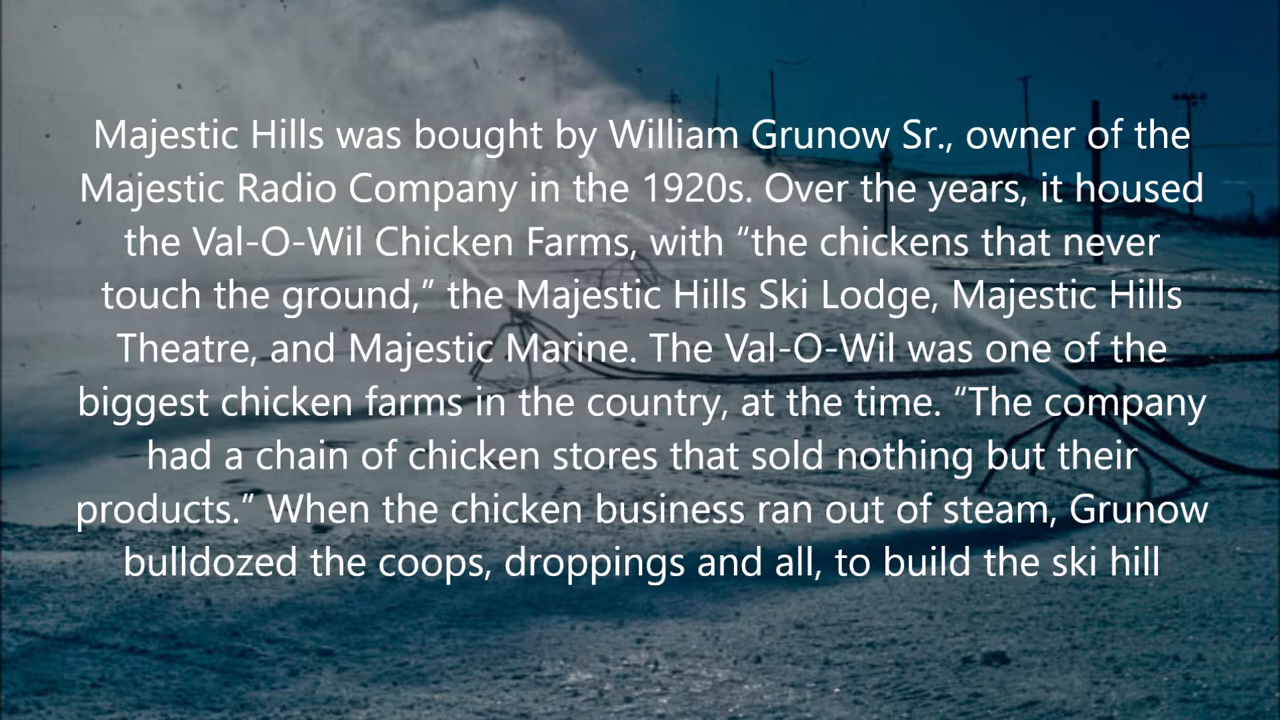 Majestic Hills was bought by William Grunow Sr., owner of the
Majestic Radio Company in the 1920s. Over the years, it housed
the Val-O-Wil Chicken Farms, with “the chickens that never
touch the ground,” the Majestic Hills Ski Lodge, Majestic Hills
Theatre, and Majestic Marine. The Val-O-Wil was one of the
biggest chicken farms in the country, at the time. “The company
had a chain of chicken stores that sold nothing but their
products.” When the chicken business ran out of steam, Grunow
bulldozed the coops, droppings and all, to build the ski hill